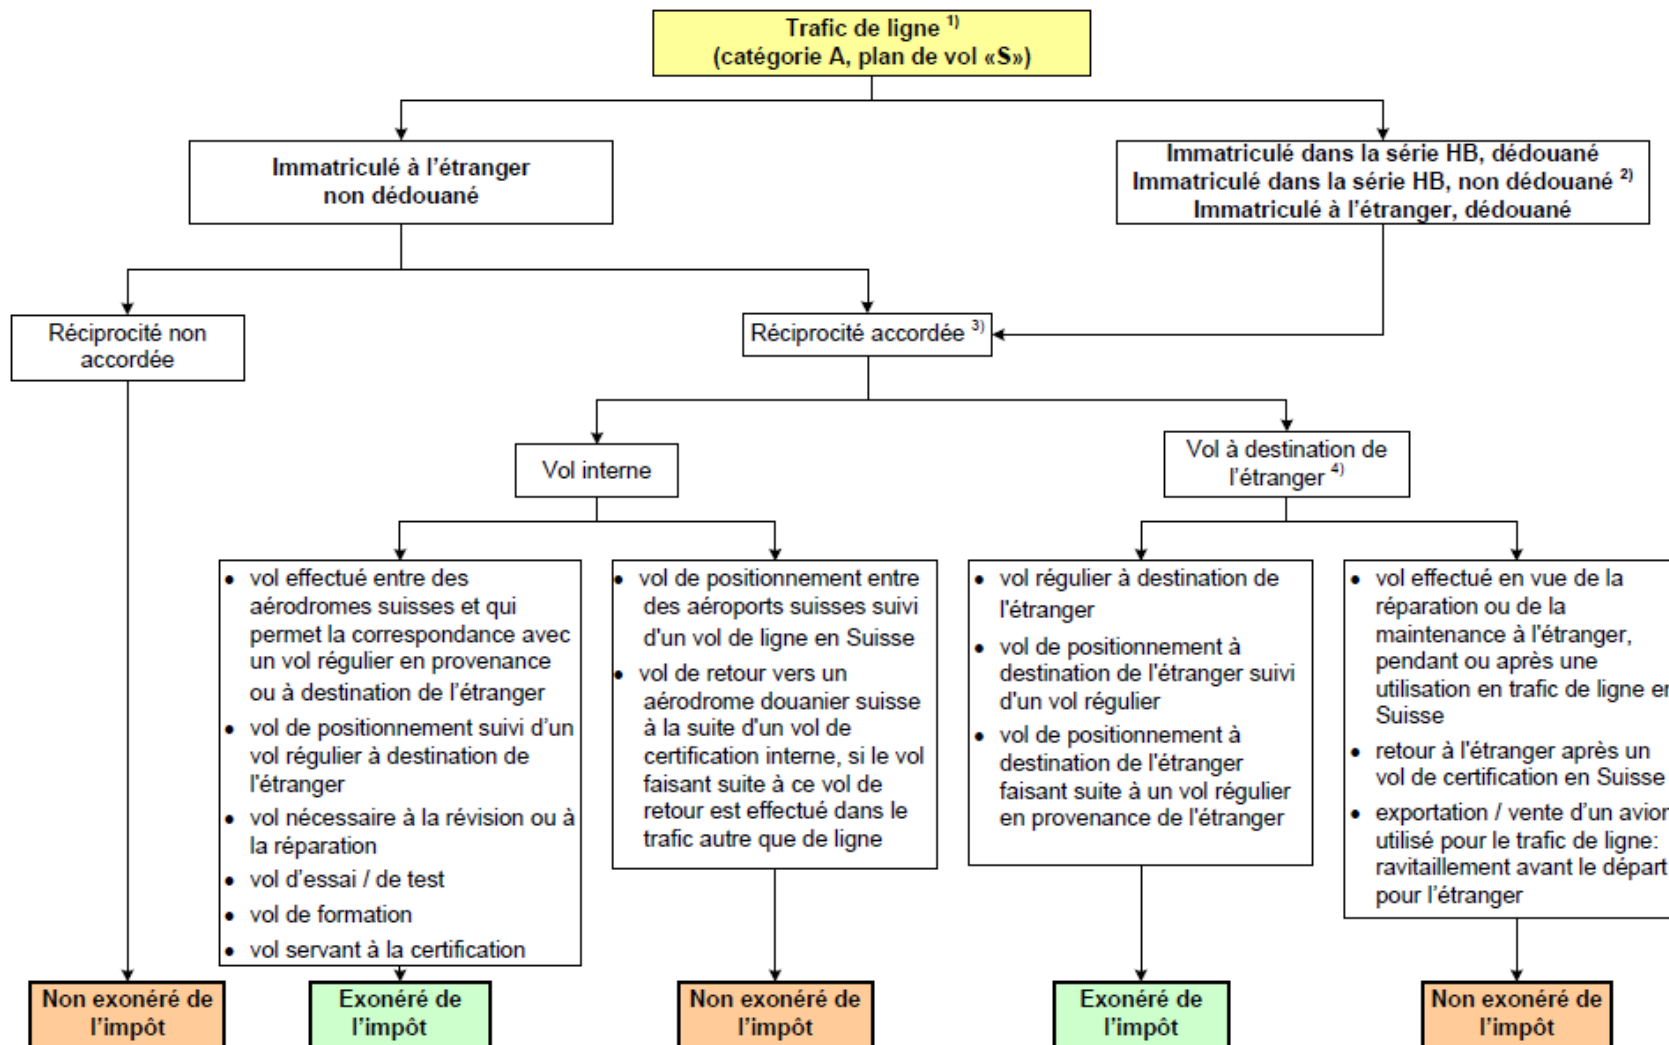 Trafic de ligne 1)
(catégorie A, plan de vol «S»)
Immatriculé à l'étranger
non dédouané
Immatriculé dans la série HB, dédouané
Immatriculé dans la série HB, non dédouané 2)
Immatriculé à l'étranger, dédouané
Réciprocité non
accordée
Réciprocité accordée 3)
Vol interne
Vol à destination de
l'étranger 4)
• vol effectué entre des
aérodromes suisses et qui
permet la correspondance avec
un vol régulier en provenance
ou à destination de l'étranger
• vol de positionnement suivi d'un
vol régulier à destination de
l'étranger
• vol nécessaire à la révision ou à
la réparation
• vol d'essai / de test
• vol de formation
• vol servant à la certification
• vol de positionnement entre
des aéroports suisses suivi
d'un vol de ligne en Suisse
• vol de retour vers un
aérodrome douanier suisse
à la suite d'un vol de
certification interne, si le vol
faisant suite à ce vol de
retour est effectué dans le
trafic autre que de ligne
• vol régulier à destination de
l'étranger
• vol de positionnement à
destination de l'étranger suivi
d'un vol régulier
• vol de positionnement à
destination de l'étranger
faisant suite à un vol régulier
en provenance de l'étranger
• vol effectué en vue de la
réparation ou de la
maintenance à l'étranger,
pendant ou après une
utilisation en trafic de ligne en
Suisse
• retour à l'étranger après un
vol de certification en Suisse
• exportation / vente d'un avion
utilisé pour le trafic de ligne:
ravitaillement avant le départ
pour l'étranger
Non exonéré de
l'impôt
Exonéré de
l'impôt
Non exonéré de
l'impôt
Exonéré de
l'impôt
Non exonéré de
l'impôt